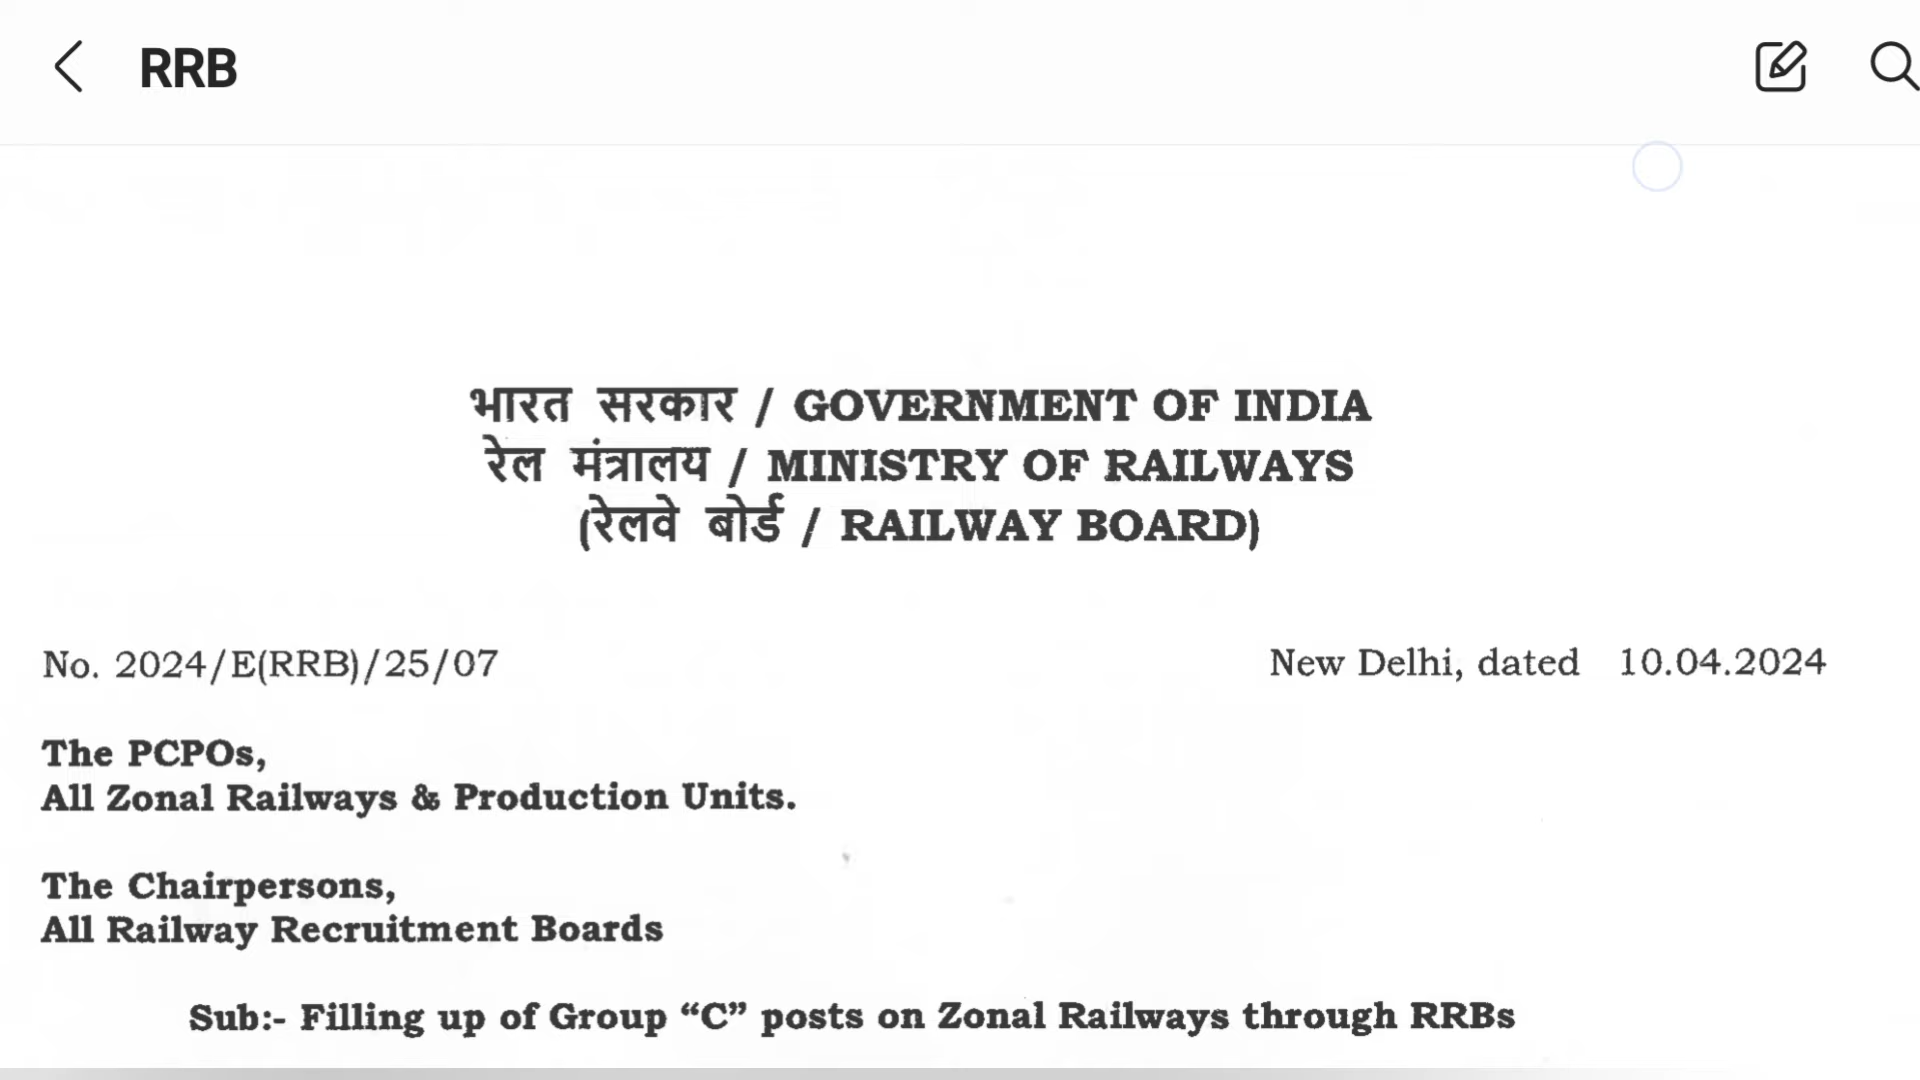 RRB
भारत सरकार / GOVERNMENT OF INDIA
रेल मंत्रालय / MINISTRY OF RAILWAYS
(रेलवे बोर्ड / RAILWAY BOARD)
No. 2024/E(RRB)/25/07 New Delhi, dated 10.04.2024
The PCPOs,
All Zonal Railways & Production Units.
The Chairpersons,
All Railway Recruitment Boards
Sub:- Filling up of Group “C” posts on Zonal Railways through RRBs